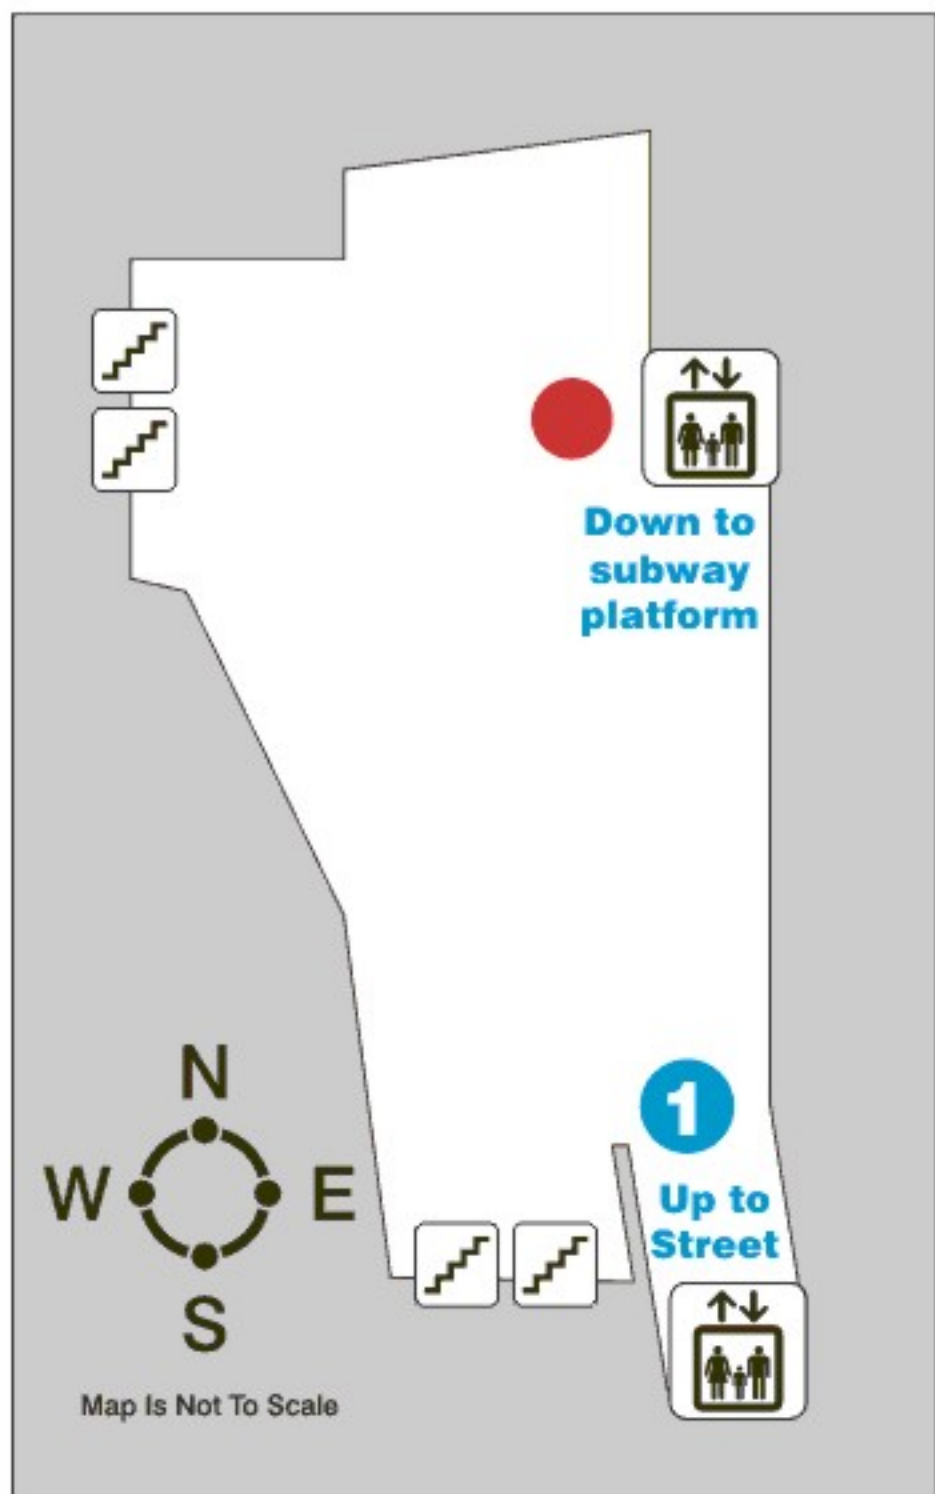 Down to
subway
platform
1
Up to
Street
N
W E
S
Map Is Not To Scale